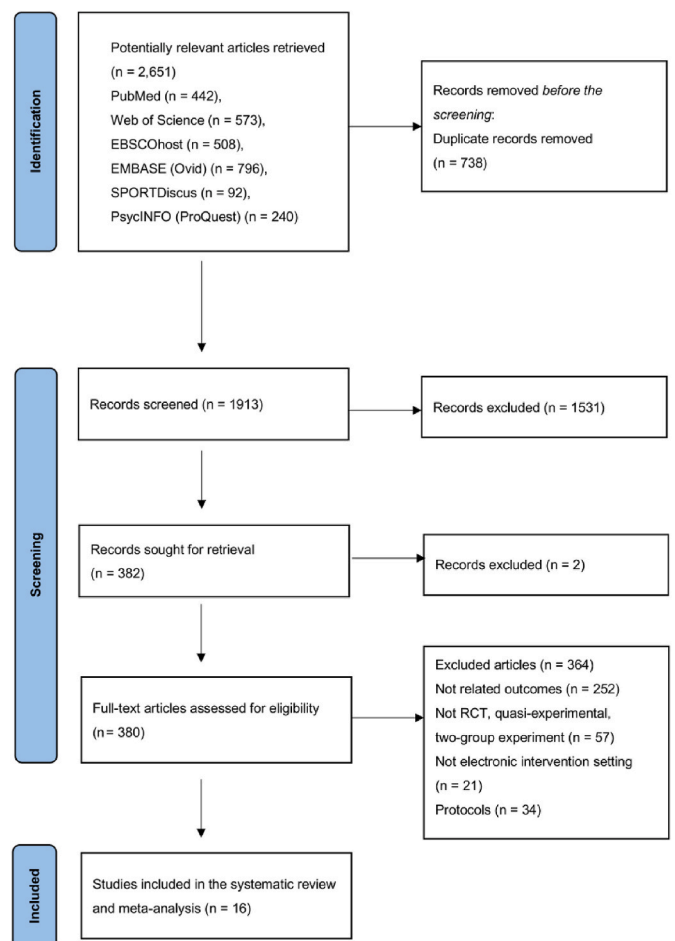 Identification
Potentially relevant articles retrieved
(n = 2,651)
PubMed (n = 442),
Web of Science (n = 573),
EBSCOhost (n = 508),
EMBASE (Ovid) (n = 796),
SPORTDiscus (n = 92),
PsycINFO (ProQuest) (n = 240)
Records removed before the
screening:
Duplicate records removed
(n = 738)
Screening
Records screened (n = 1913)
Records excluded (n = 1531)
Records sought for retrieval
(n = 382)
Records excluded (n = 2)
Full-text articles assessed for eligibility
(n = 380)
Excluded articles (n = 364)
Not related outcomes (n = 252)
Not RCT, quasi-experimental,
two-group experiment (n = 57)
Not electronic intervention setting
(n = 21)
Protocols (n = 34)
Included
Studies included in the systematic review
and meta-analysis (n = 16)